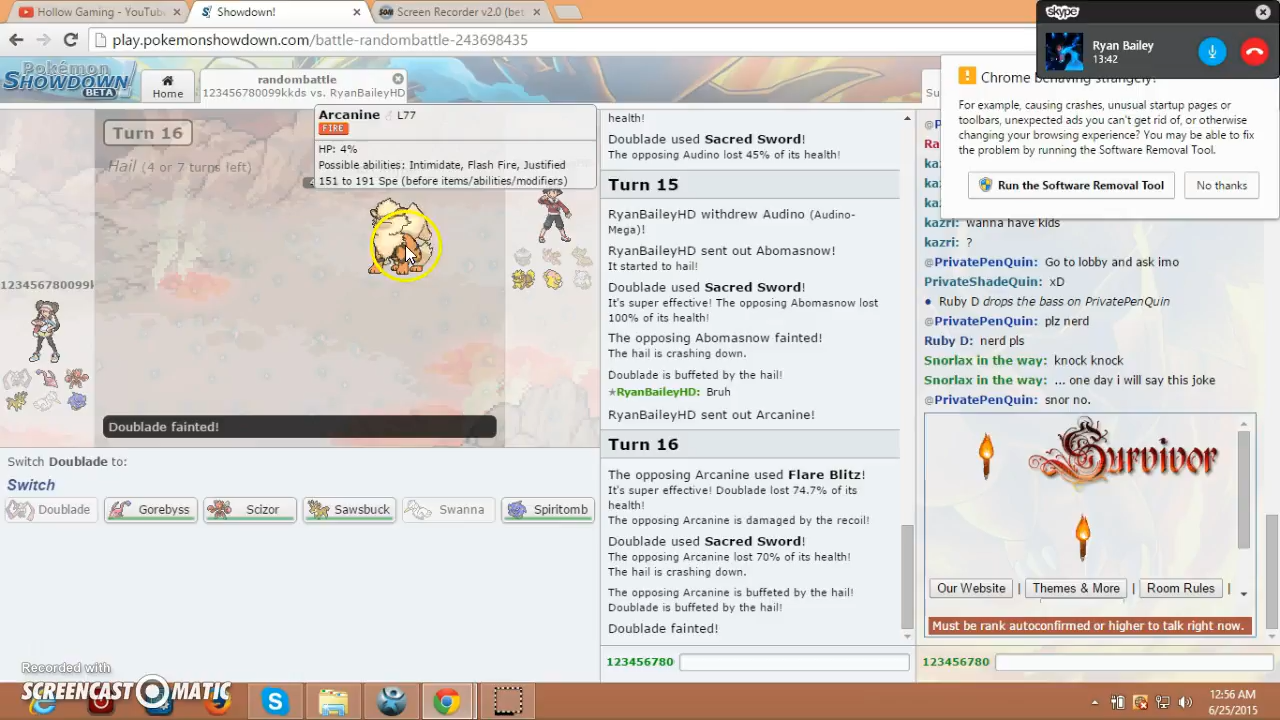 Hollow Gaming - YouTube
Showdown!
Screen Recorder v2.0 (bet
play.pokemonshowdown.com/battle-randombattle-243698435
skype
Ryan Bailey
13:42
Pokémon
SHOWDOWN
BETA
Home
randombattle
123456780099kkds vs. RyanBaileyHD
Chrome behaving strangely?
For example, causing crashes, unusual startup pages or
toolbars, unexpected ads you can't get rid of, or otherwise
changing your browsing experience? You may be able to fix
the problem by running the Software Removal Tool.
Run the Software Removal Tool
No thanks
Turn 16
Hail (4 or 7 turns left)
Arcanine L77
FIRE
HP: 4%
Possible abilities: Intimidate, Flash Fire, Justified
151 to 191 Spe (before items/abilities/modifiers)
123456780099k
Doublade fainted!
Switch Doublade to:
Switch
Doublade
Gorebyss
Scizor
Sawsbuck
Swanna
Spiritomb
health!
Doublade used Sacred Sword!
The opposing Audino lost 45% of its health!
Turn 15
RyanBaileyHD withdrew Audino (Audino-
Mega)!
RyanBaileyHD sent out Abomasnow!
It started to hail!
Doublade used Sacred Sword!
It's super effective! The opposing Abomasnow lost
100% of its health!
The opposing Abomasnow fainted!
The hail is crashing down.
Doublade is buffeted by the hail!
★RyanBaileyHD: Bruh
RyanBaileyHD sent out Arcanine!
Turn 16
The opposing Arcanine used Flare Blitz!
It's super effective! Doublade lost 74.7% of its
health!
The opposing Arcanine is damaged by the recoil!
Doublade used Sacred Sword!
The opposing Arcanine lost 70% of its health!
The hail is crashing down.
The opposing Arcanine is buffeted by the hail!
Doublade is buffeted by the hail!
Doublade fainted!
123456780
kazri: wanna have kids
kazri: ?
@PrivatePenQuin: Go to lobby and ask imo
PrivateShadeQuin: xD
• Ruby D drops the bass on PrivatePenQuin
@PrivatePenQuin: plz nerd
Ruby D: nerd pls
Snorlax in the way: knock knock
Snorlax in the way: ... one day i will say this joke
@PrivatePenQuin: snor no.
Survivor
Our Website | Themes & More | Room Rules |
Must be rank autoconfirmed or higher to talk right now.
123456780
Recorded with
SCREENCAST MATIC
12:56 AM
6/25/2015